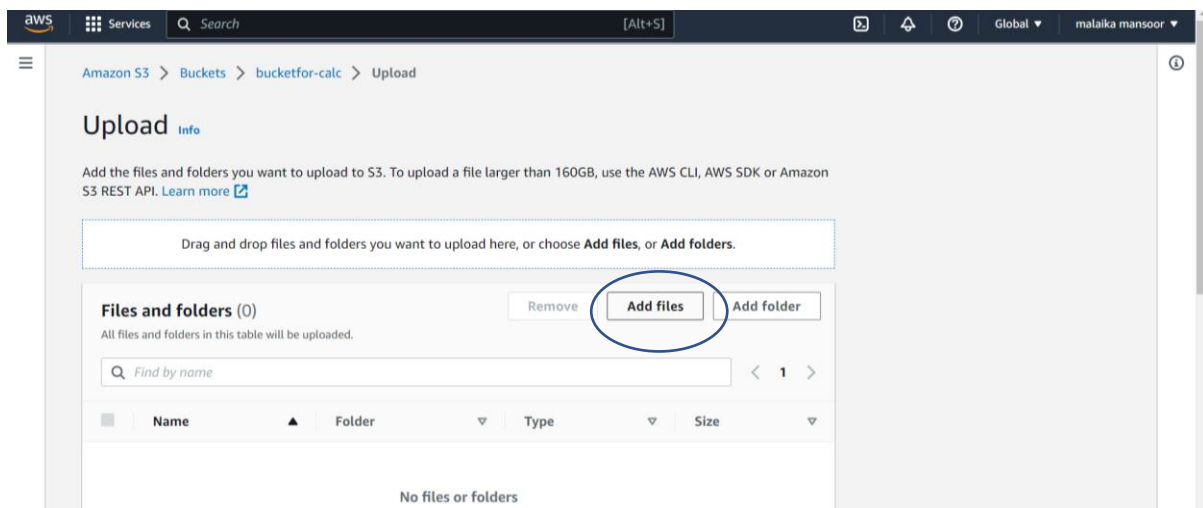 aws Services Search [Alt+S] Global malaika mansoor
Amazon S3 > Buckets > bucketfor-calc > Upload
Upload Info
Add the files and folders you want to upload to S3. To upload a file larger than 160GB, use the AWS CLI, AWS SDK or Amazon
S3 REST API. Learn more
Drag and drop files and folders you want to upload here, or choose Add files, or Add folders.
Files and folders (0) Remove Add files Add folder
All files and folders in this table will be uploaded.
Find by name < 1 >
Name Folder Type Size
No files or folders